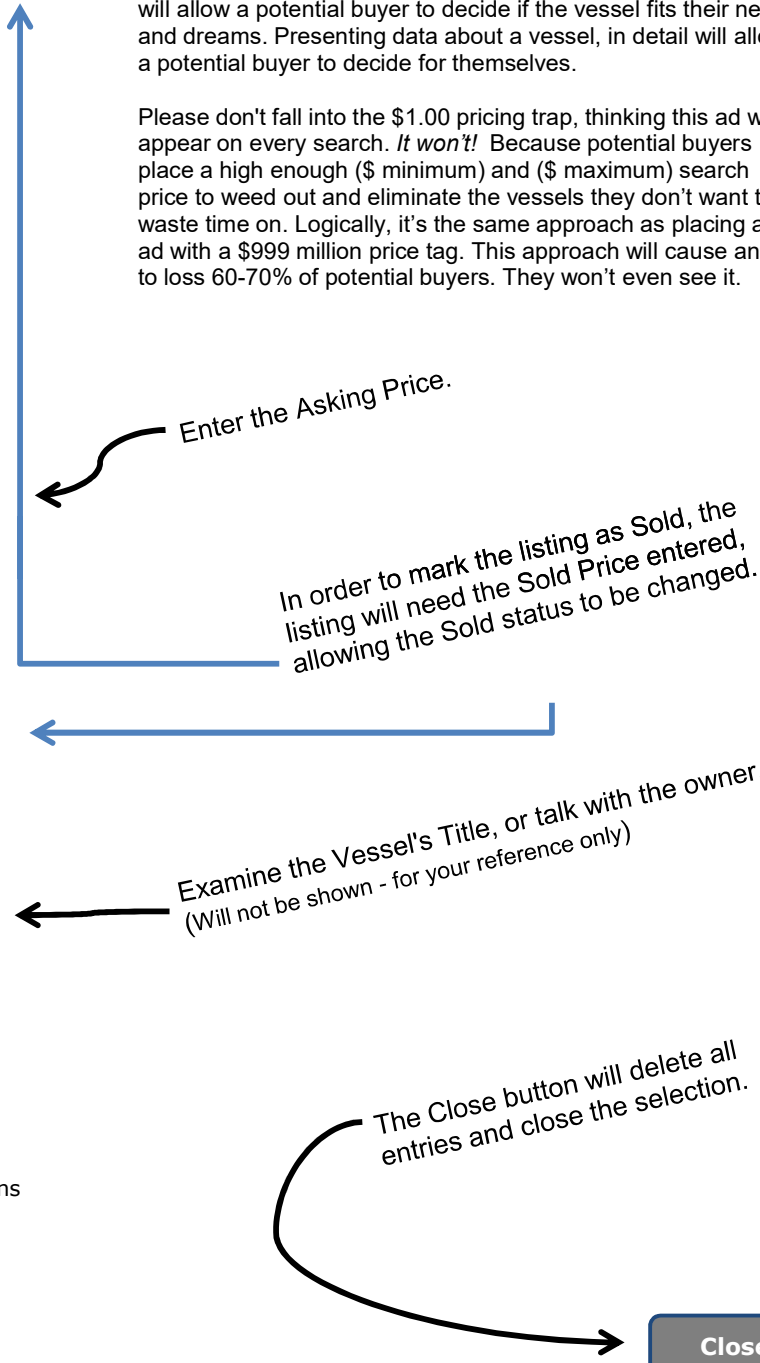 will allow a potential buyer to decide if the vessel fits their ne
and dreams. Presenting data about a vessel, in detail will all
a potential buyer to decide for themselves.
Please don't fall into the $1.00 pricing trap, thinking this ad w
appear on every search. It won't! Because potential buyers
place a high enough ($ minimum) and ($ maximum) search
price to weed out and eliminate the vessels they don't want t
waste time on. Logically, it's the same approach as placing a
ad with a $999 million price tag. This approach will cause an
to loss 60-70% of potential buyers. They won't even see it.
Enter the Asking Price.
In order to mark the listing as Sold, the
listing will need the Sold Price entered,
allowing the Sold status to be changed.
Examine the Vessel's Title, or talk with the owner
(Will not be shown - for your reference only)
The Close button will delete all
entries and close the selection.
ns
Close